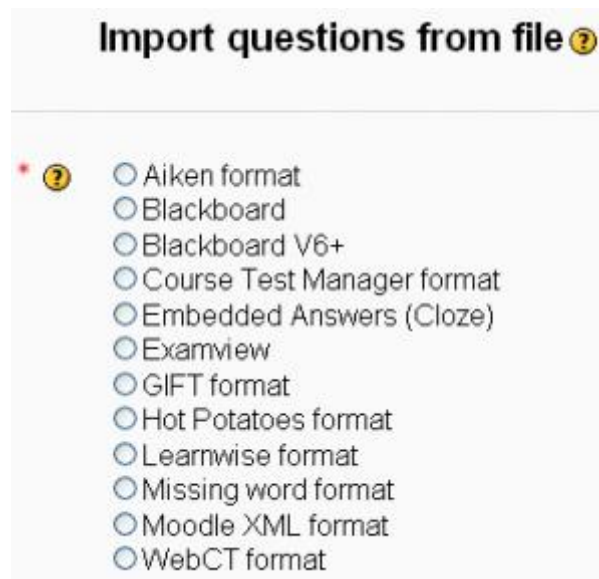 Import questions from file ?
* ?
Aiken format
Blackboard
Blackboard V6+
Course Test Manager format
Embedded Answers (Cloze)
Examview
GIFT format
Hot Potatoes format
Learnwise format
Missing word format
Moodle XML format
WebCT format